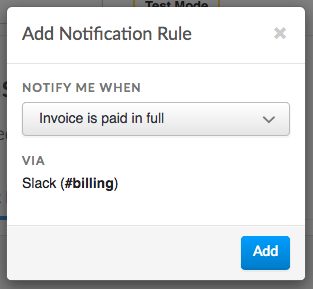 Test Mode
Add Notification Rule
×
NOTIFY ME WHEN
Invoice is paid in full
VIA
Slack (#billing)
Add